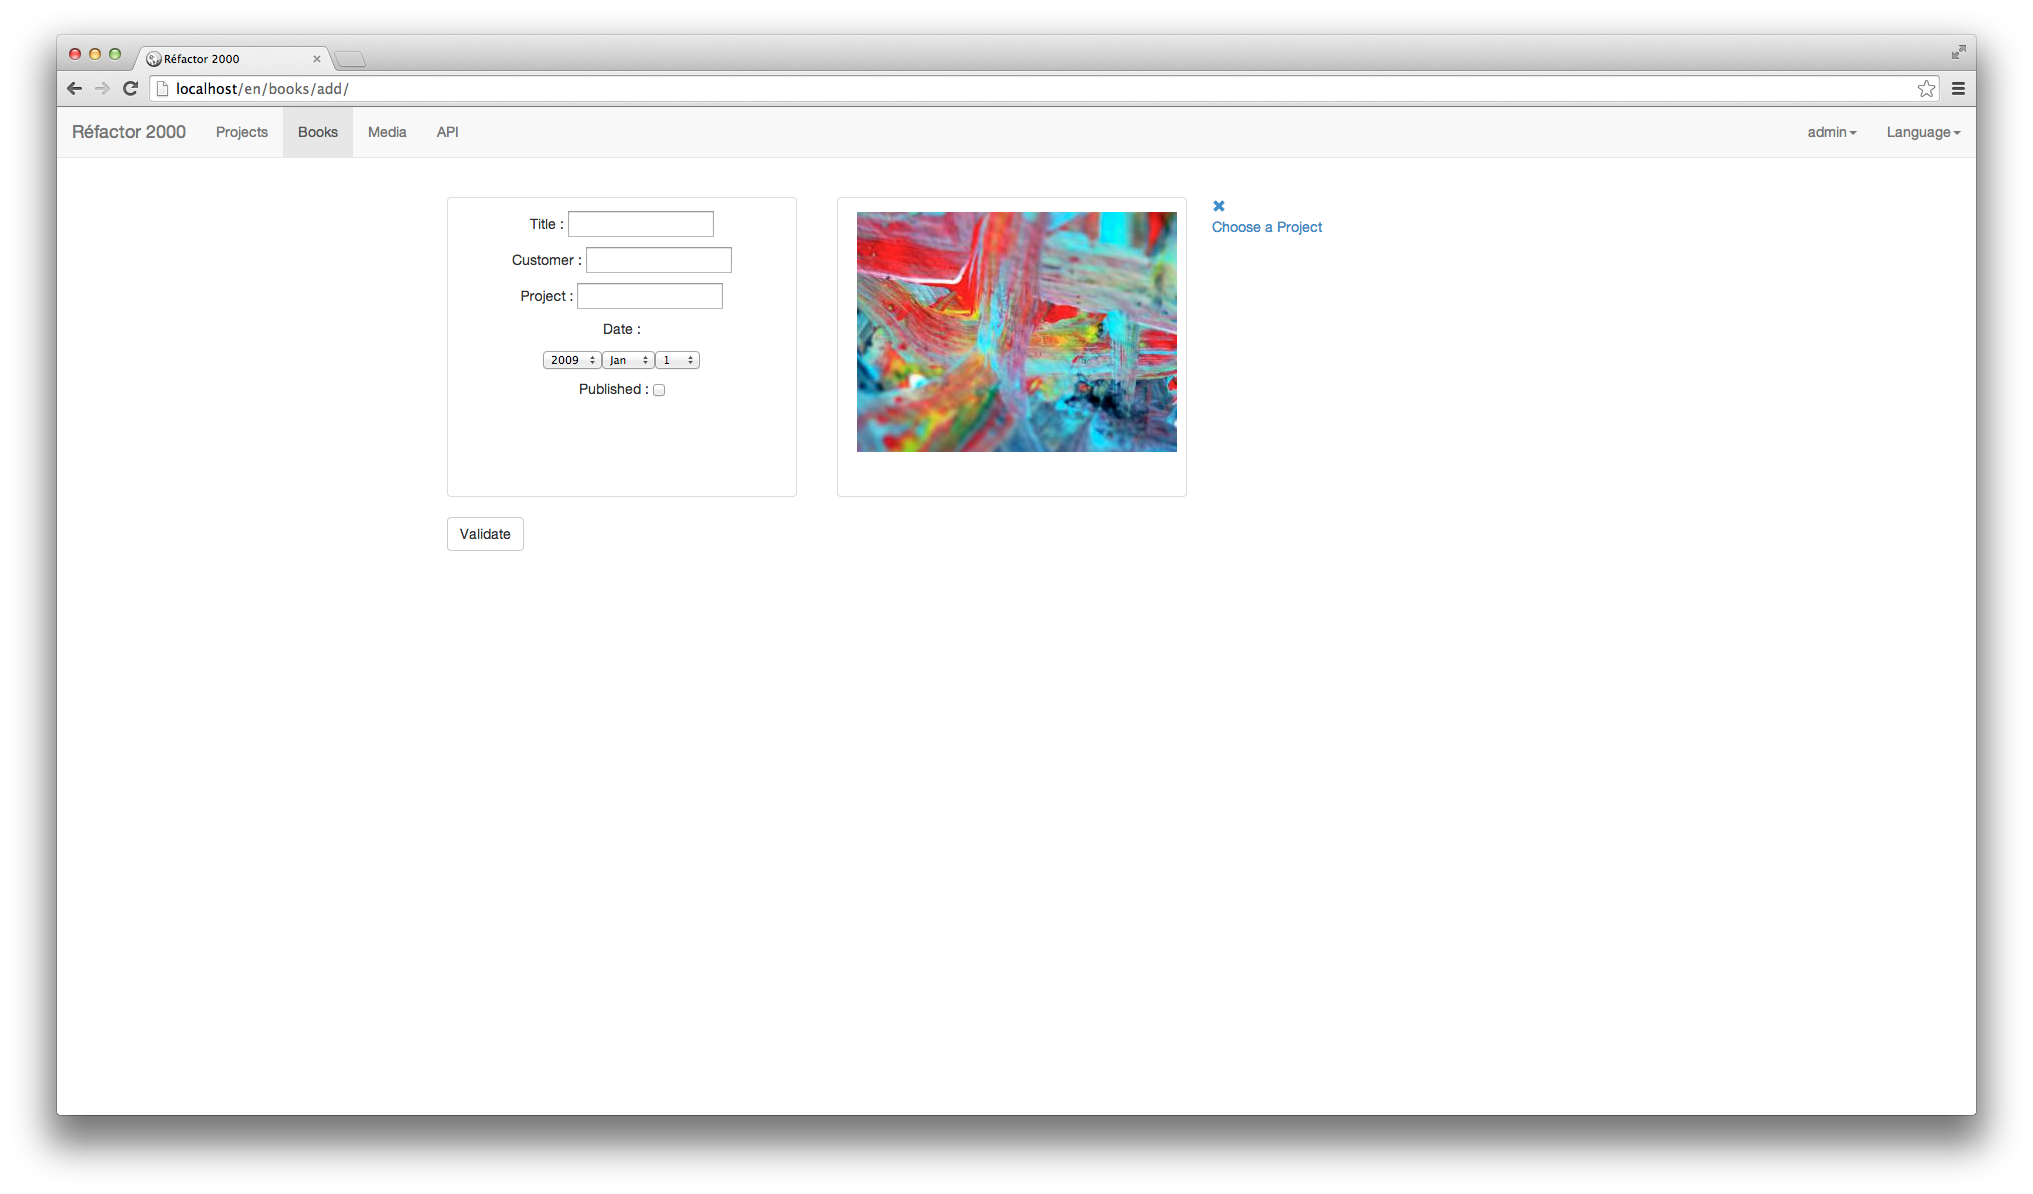 Réfactor 2000
localhost/en/books/add/
Réfactor 2000 Projects Books Media API admin Language
Title :
Customer :
Project :
Date :
2009 Jan 1
Published :
Choose a Project
Validate